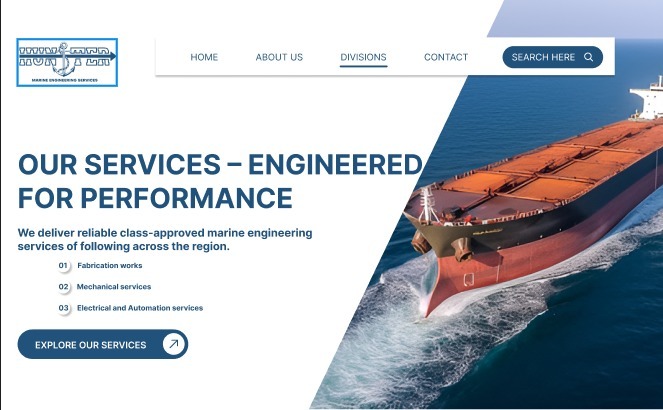 HUNTER
MARINE ENGINEERING SERVICES
HOME
ABOUT US
DIVISIONS
CONTACT
SEARCH HERE
OUR SERVICES – ENGINEERED
FOR PERFORMANCE
We deliver reliable class-approved marine engineering
services of following across the region.
01 Fabrication works
02 Mechanical services
03 Electrical and Automation services
EXPLORE OUR SERVICES